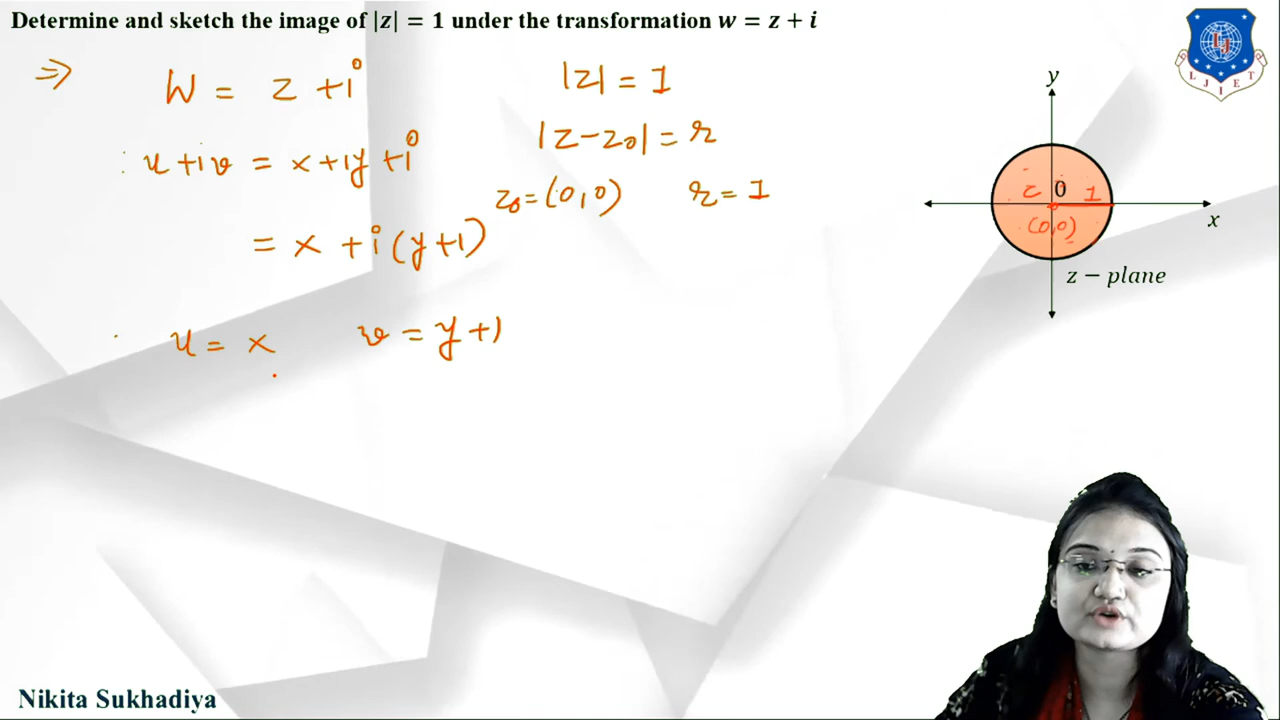 Determine and sketch the image of |z| = 1 under the transformation w = z + i
⇒ W = z + i
|z| = 1
∴ u + iv = x + iy + i
|z - z0| = r
z0 = (0,0) r = 1
= x + i(y+1)
∴ u = x v = y + 1
y
z 0 1
(0,0)
x
z − plane
LJIET
Nikita Sukhadiya